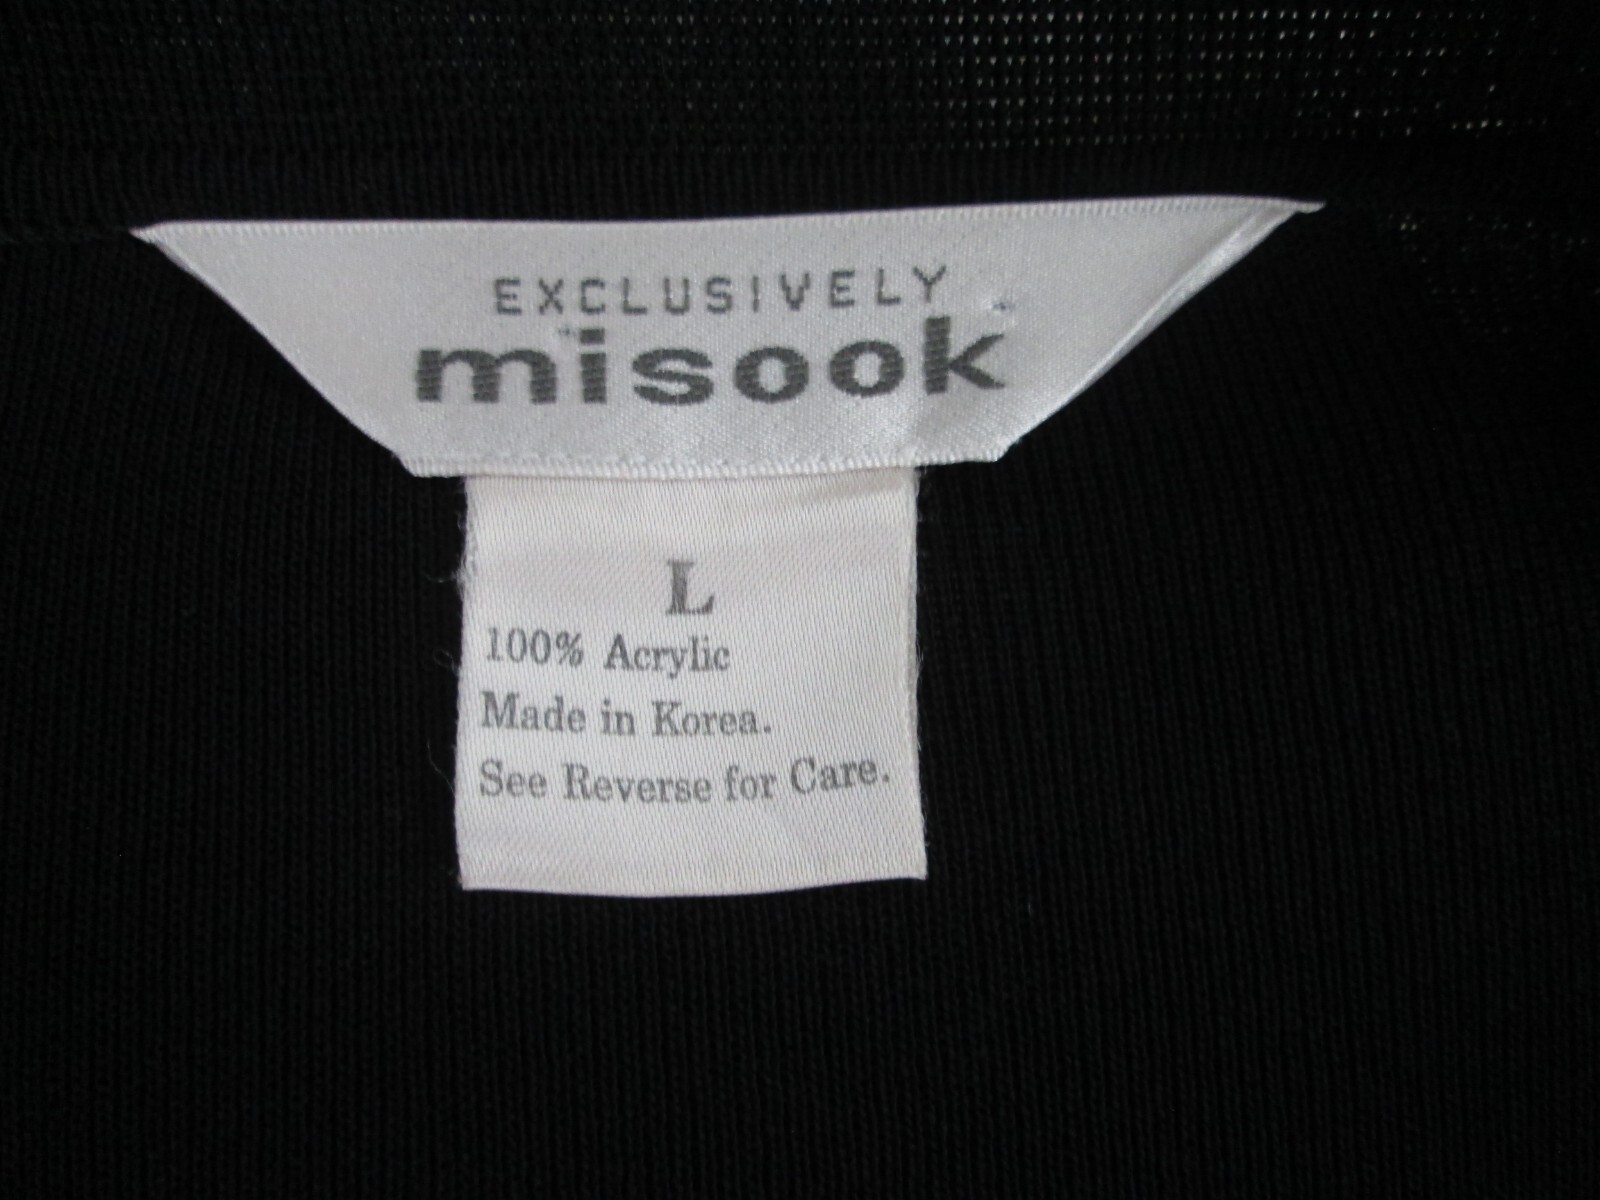 EXCLUSIVELY
misook
L
100% Acrylic
Made in Korea.
See Reverse for Care.